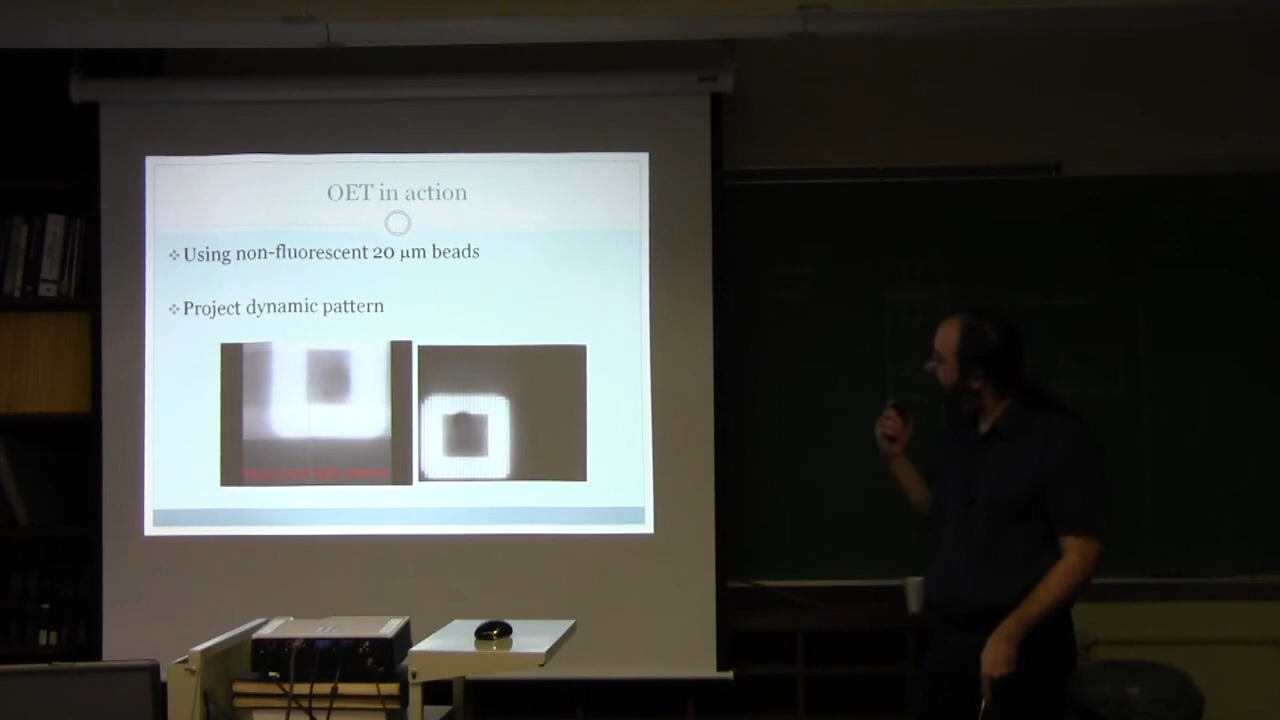 OET in action
❖Using non-fluorescent 20 μm beads
❖Project dynamic pattern